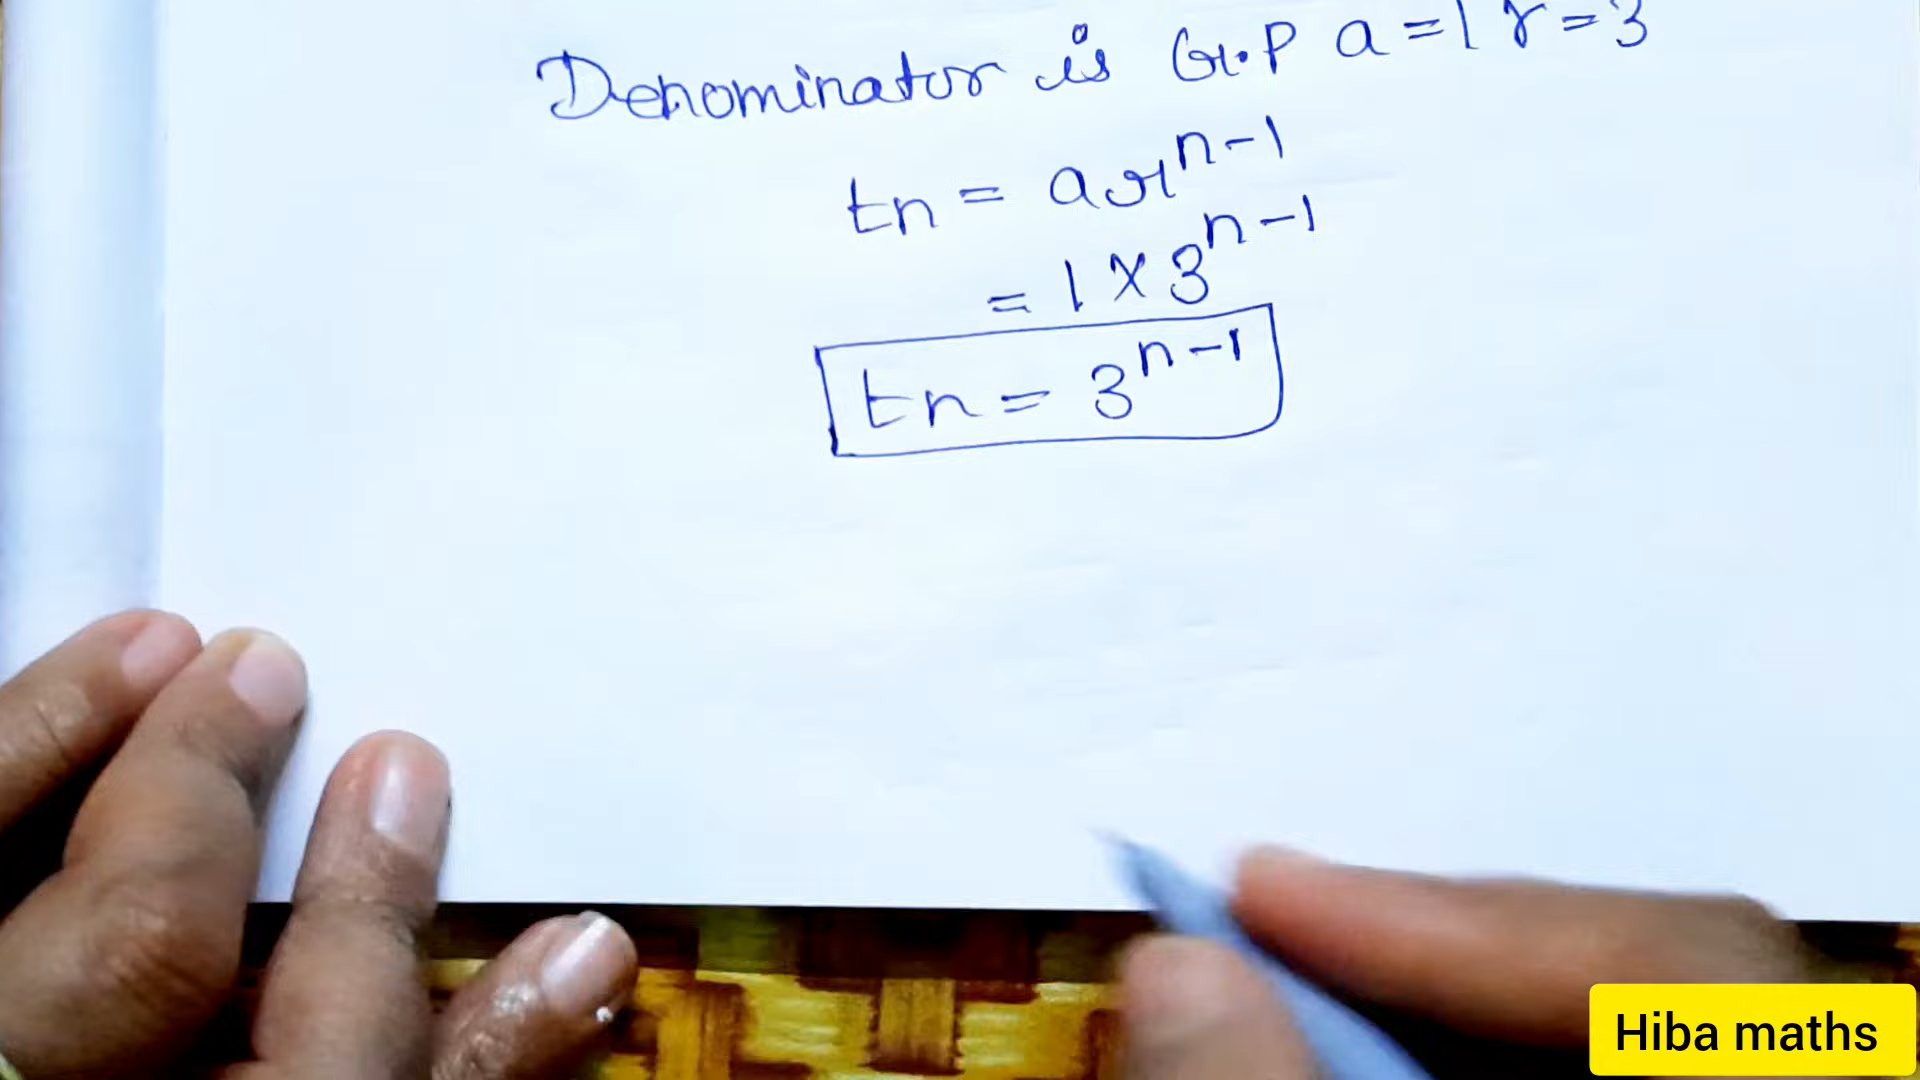 Denominator is G.P a = 1 r = 3
tn = ar^{n-1}
= 1 × 3^{n-1}
tn = 3^{n-1}
Hiba maths